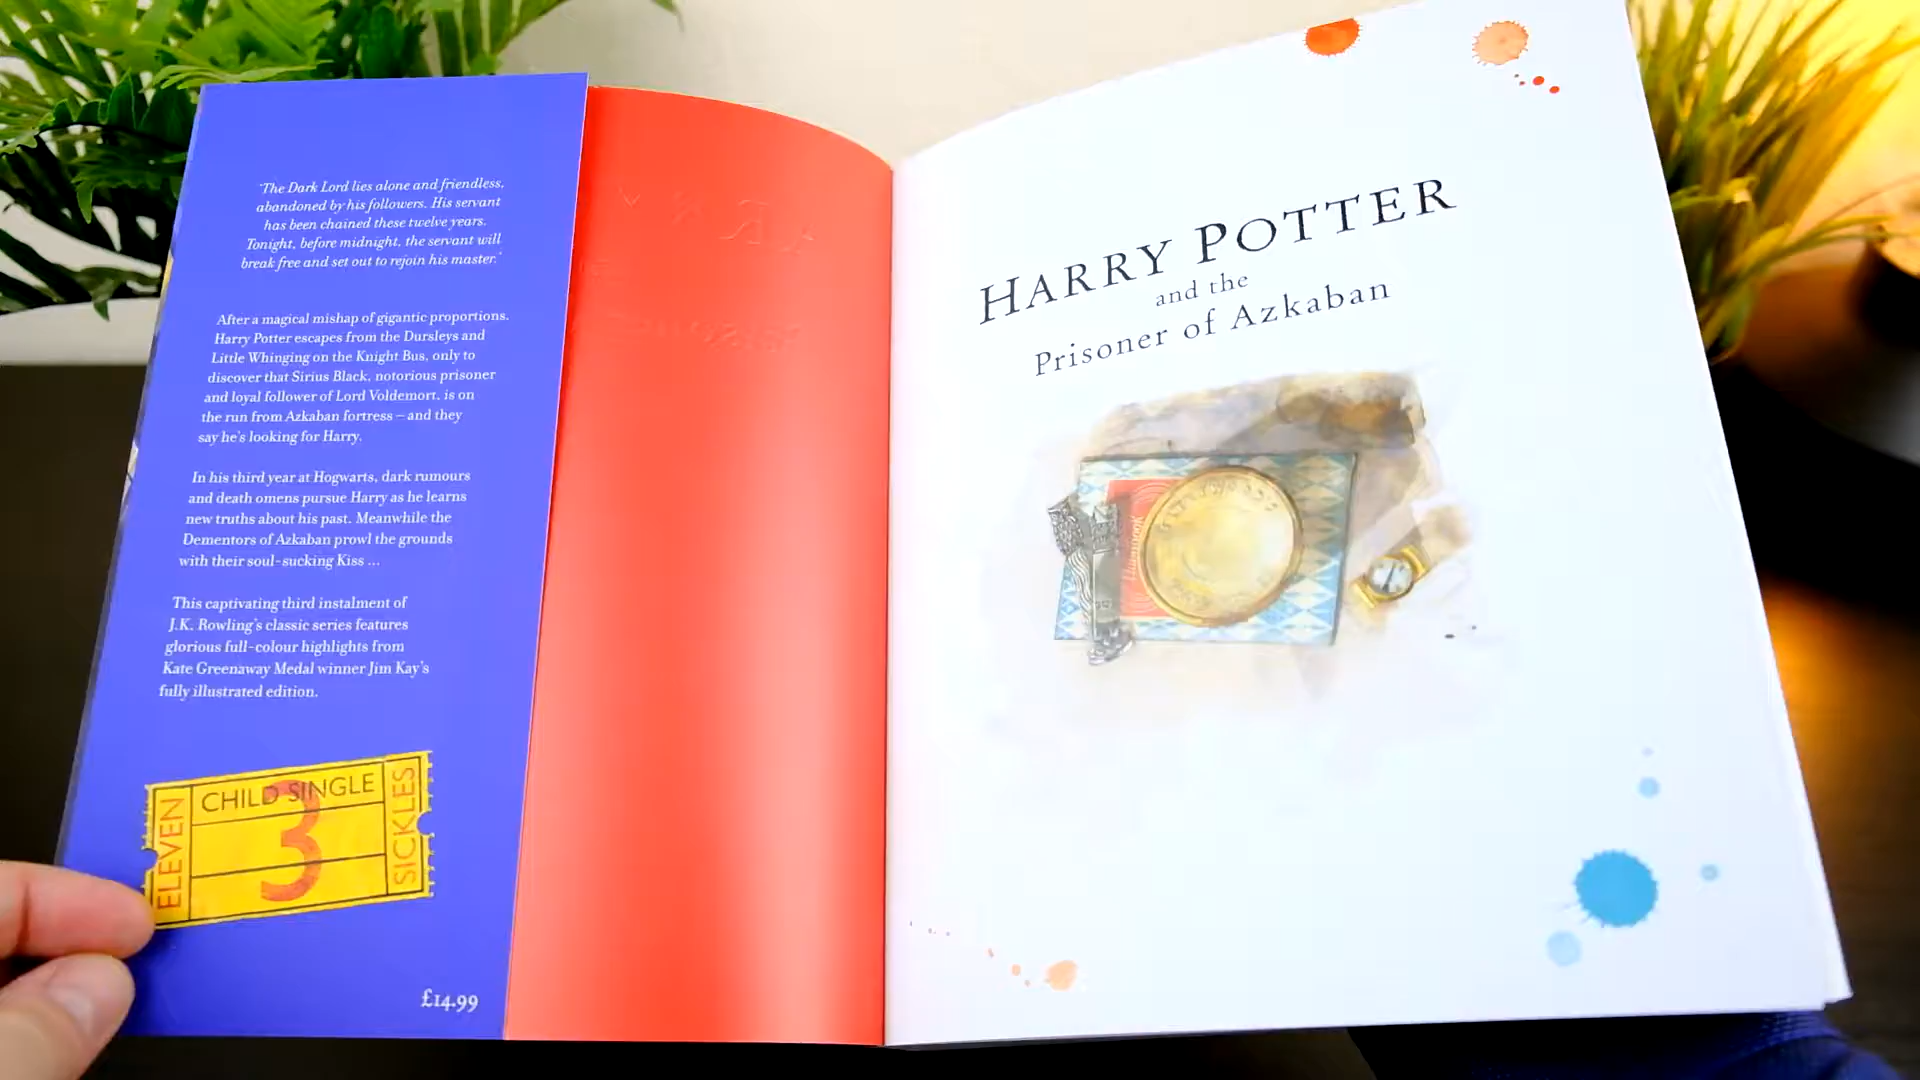 'The Dark Lord lies alone and friendless,
abandoned by his followers. His servant
has been chained these twelve years.
Tonight, before midnight, the servant will
break free and set out to rejoin his master.'
After a magical mishap of gigantic proportions,
Harry Potter escapes from the Dursleys and
Little Whinging on the Knight Bus, only to
discover that Sirius Black, notorious prisoner
and loyal follower of Lord Voldemort, is on
the run from Azkaban fortress – and they
say he's looking for Harry.
In his third year at Hogwarts, dark rumours
and death omens pursue Harry as he learns
new truths about his past. Meanwhile the
Dementors of Azkaban prowl the grounds
with their soul-sucking Kiss ...
This captivating third instalment of
J.K. Rowling's classic series features
glorious full-colour highlights from
Kate Greenaway Medal winner Jim Kay's
fully illustrated edition.
ELEVEN
CHILD SINGLE
3
SICKLES
£14.99
HARRY POTTER
and the
Prisoner of Azkaban